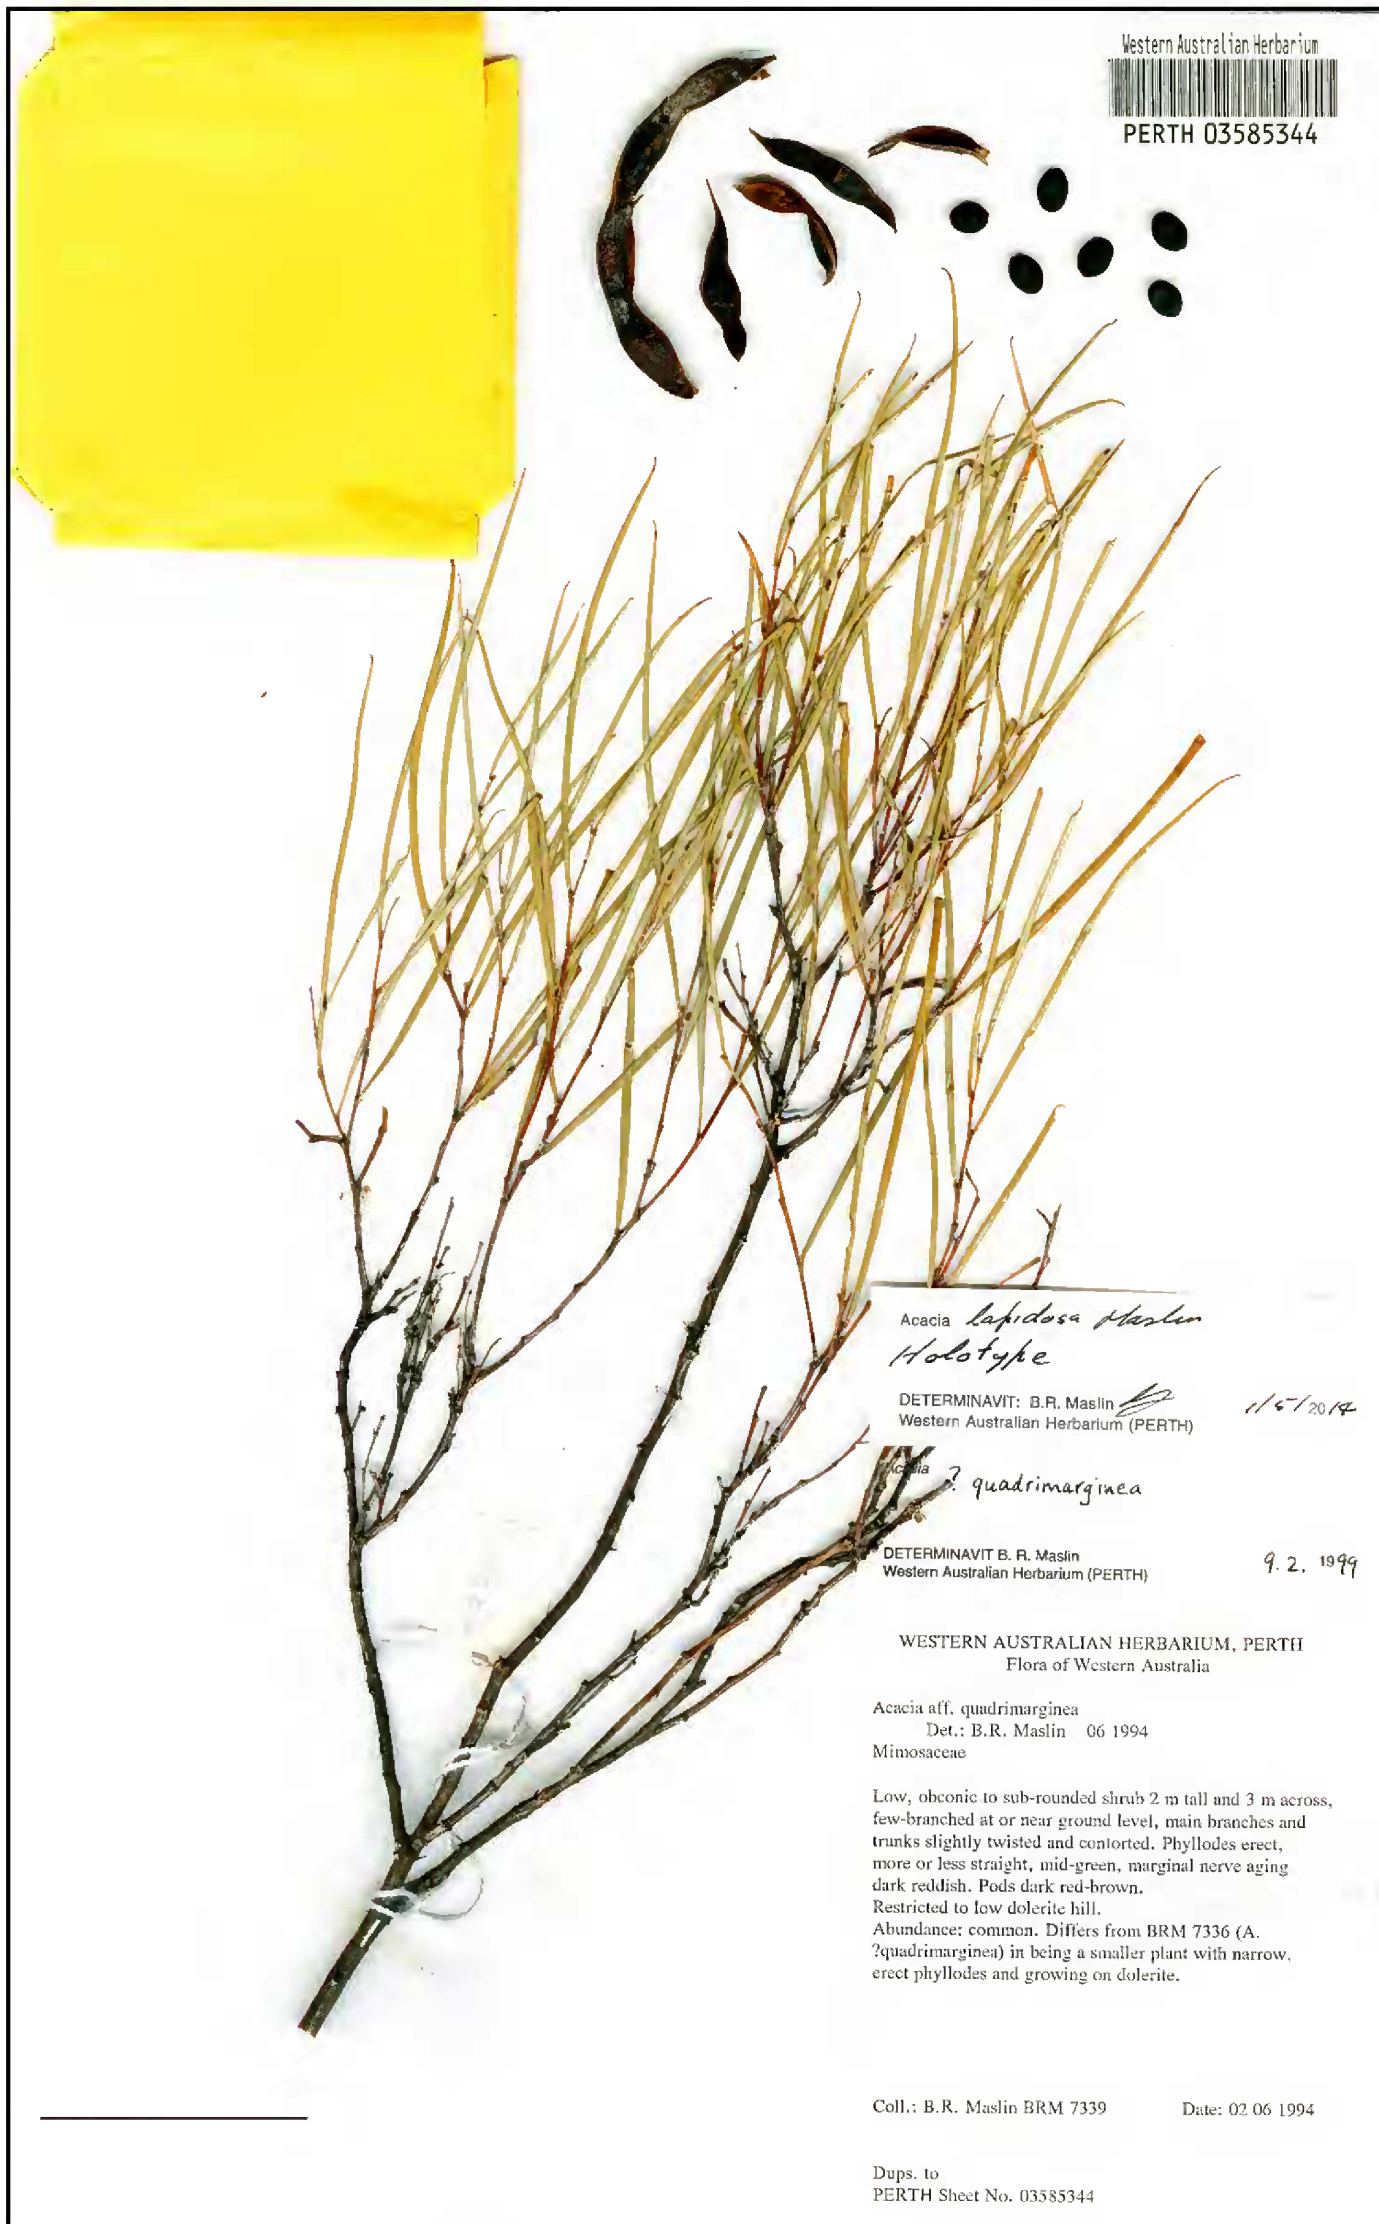 Western Australian Herbarium
PERTH 03585344
Acacia lapidosa Maslin
Holotype
DETERMINAVIT: B.R. Maslin
Western Australian Herbarium (PERTH)
1/5/2014
Acacia ? quadrimarginea
DETERMINAVIT B. R. Maslin
Western Australian Herbarium (PERTH)
9. 2. 1999
WESTERN AUSTRALIAN HERBARIUM, PERTH
Flora of Western Australia
Acacia aff. quadrimarginea
Det.: B.R. Maslin 06 1994
Mimosaceae
Low, obconic to sub-rounded shrub 2 m tall and 3 m across,
few-branched at or near ground level, main branches and
trunks slightly twisted and contorted. Phyllodes erect,
more or less straight, mid-green, marginal nerve aging
dark reddish. Pods dark red-brown.
Restricted to low dolerite hill.
Abundance: common. Differs from BRM 7336 (A.
?quadrimarginea) in being a smaller plant with narrow,
erect phyllodes and growing on dolerite.
Coll.: B.R. Maslin BRM 7339 Date: 02 06 1994
Dups. to
PERTH Sheet No. 03585344